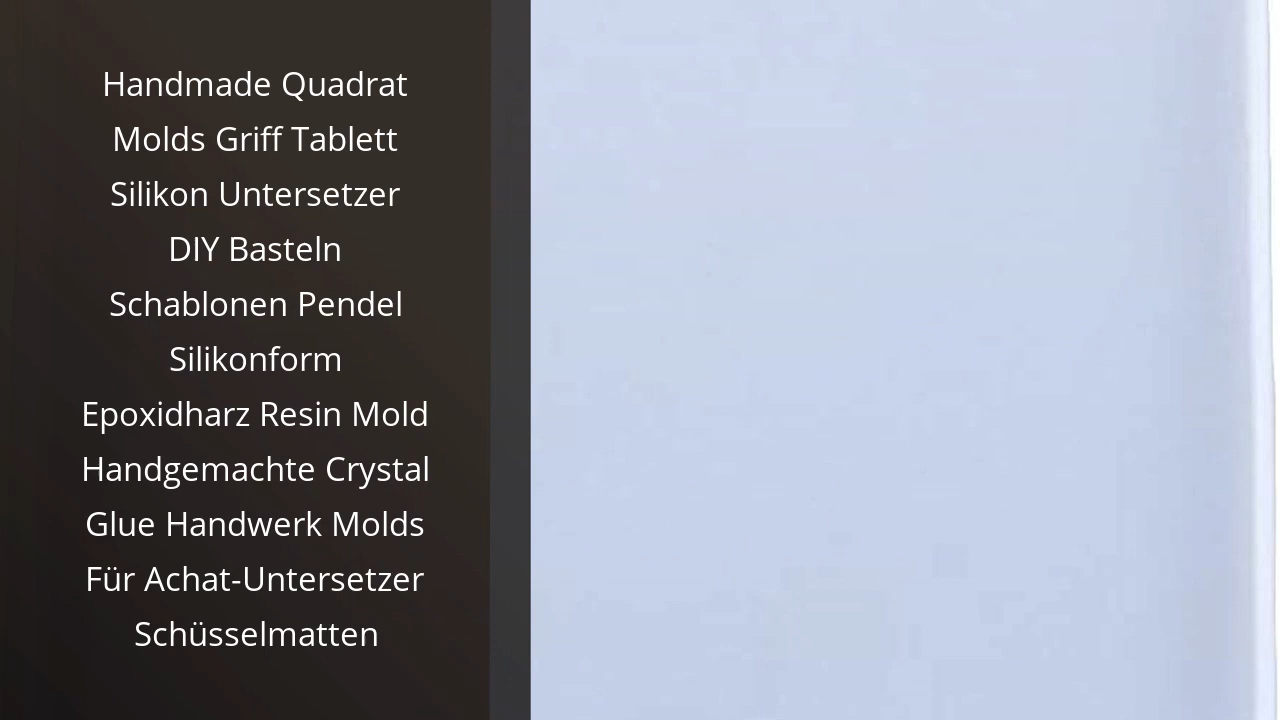 Handmade Quadrat
Molds Griff Tablett
Silikon Untersetzer
DIY Basteln
Schablonen Pendel
Silikonform
Epoxidharz Resin Mold
Handgemachte Crystal
Glue Handwerk Molds
Für Achat-Untersetzer
Schüsselmatten